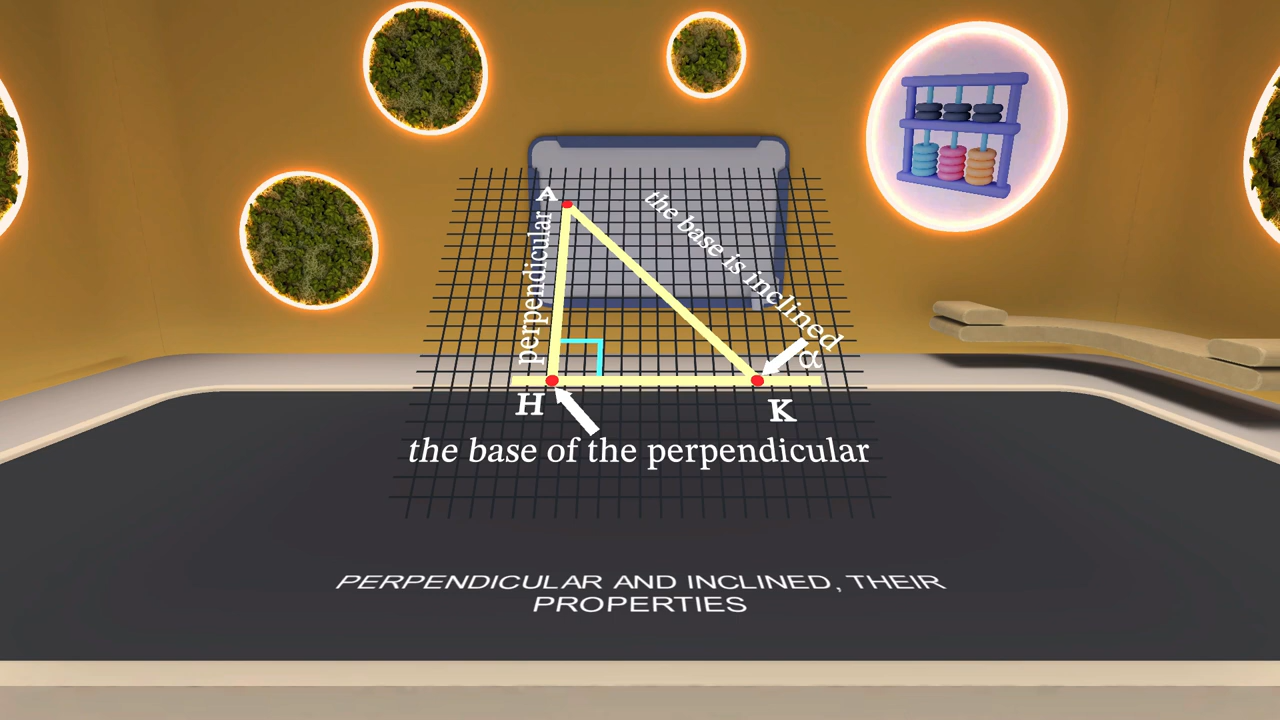 A
perpendicular
the base is inclined
α
H
K
the base of the perpendicular
PERPENDICULAR AND INCLINED, THEIR
PROPERTIES